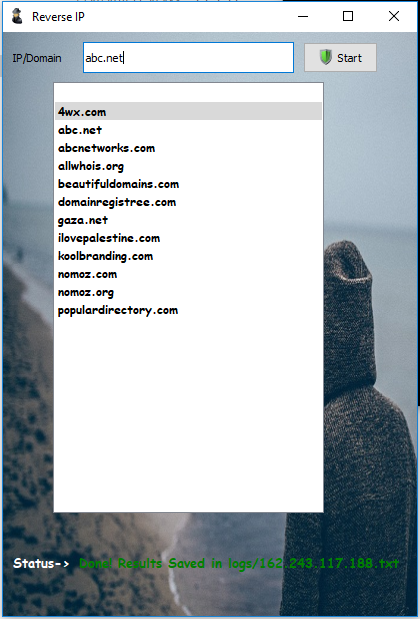 Reverse IP
IP/Domain abc.net Start
4wx.com
abc.net
abcnetworks.com
allwhois.org
beautifuldomains.com
domainregistree.com
gaza.net
ilovepalestine.com
koolbranding.com
nomoz.com
nomoz.org
populardirectory.com
Status-> Done! Results Saved in logs/162.243.117.188.txt